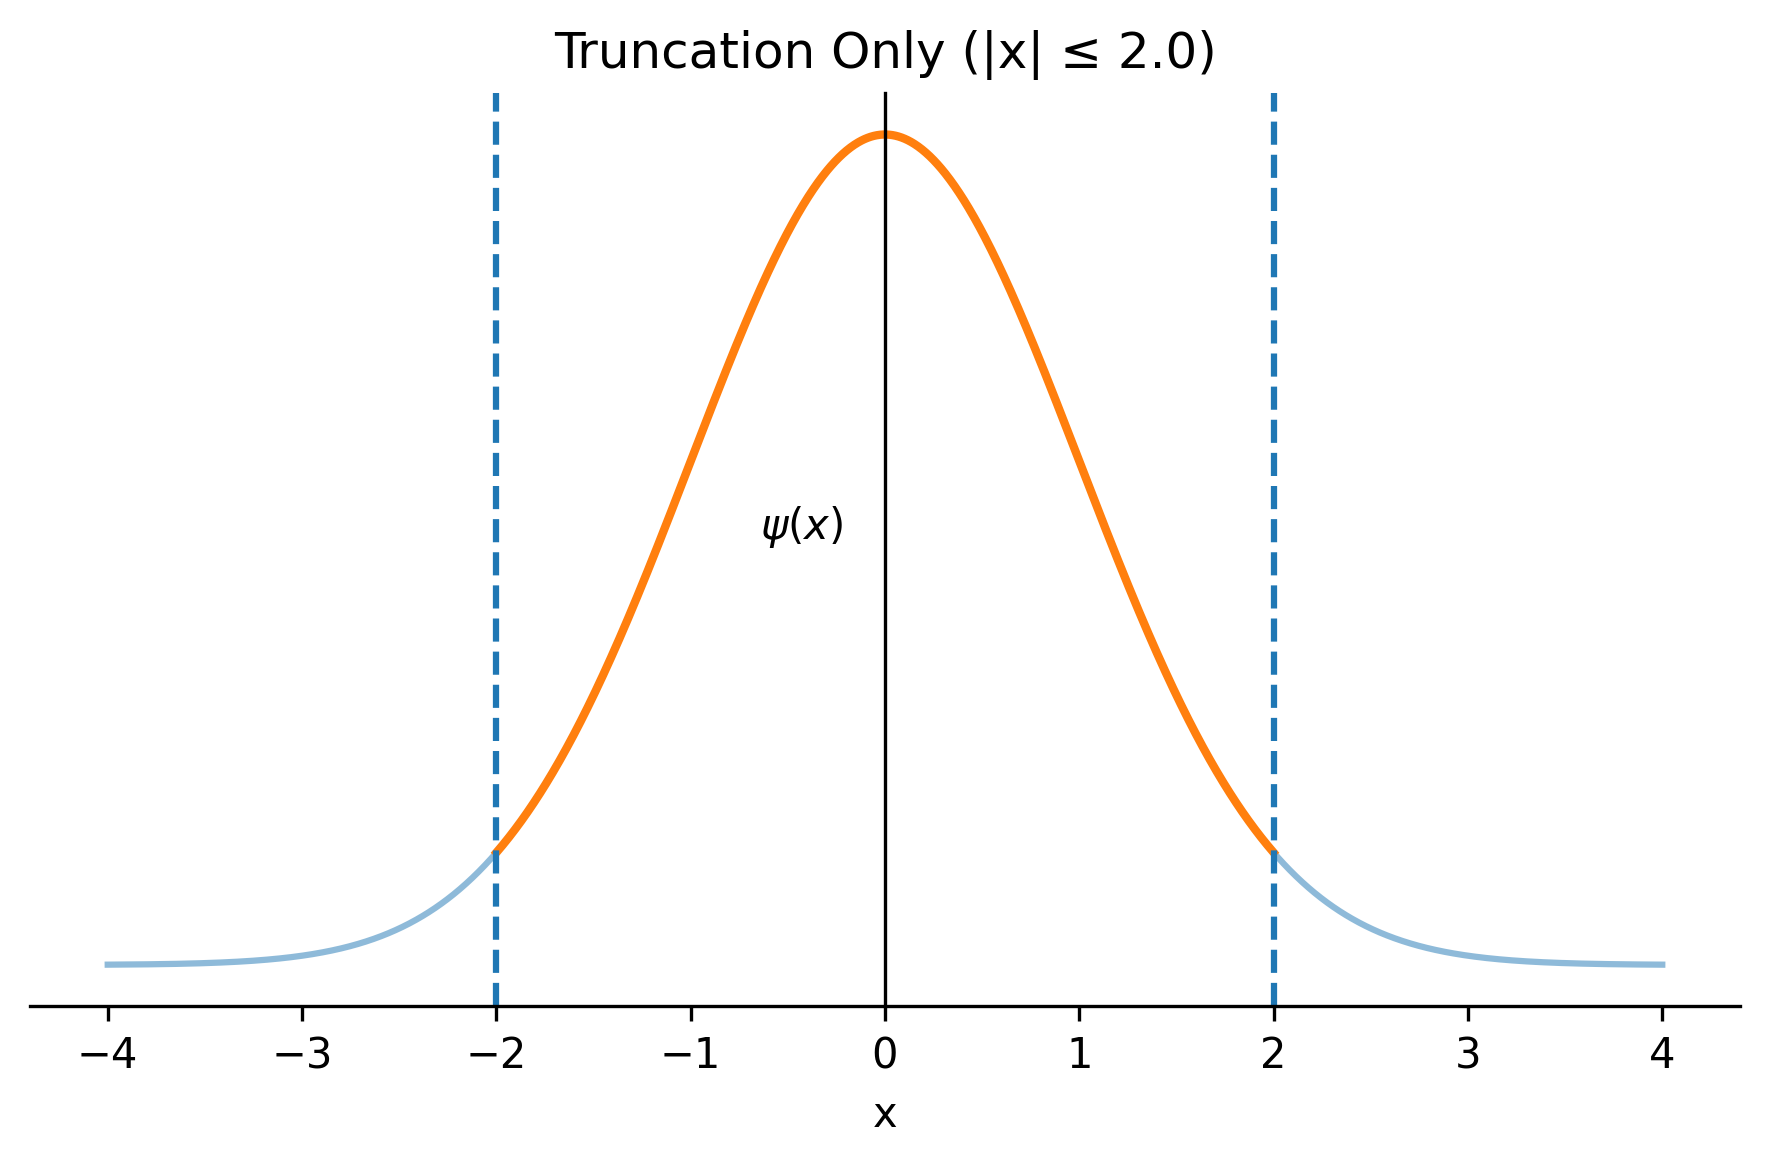 Truncation Only (|x| ≤ 2.0)
ψ(x)
−4 −3 −2 −1 0 1 2 3 4
x